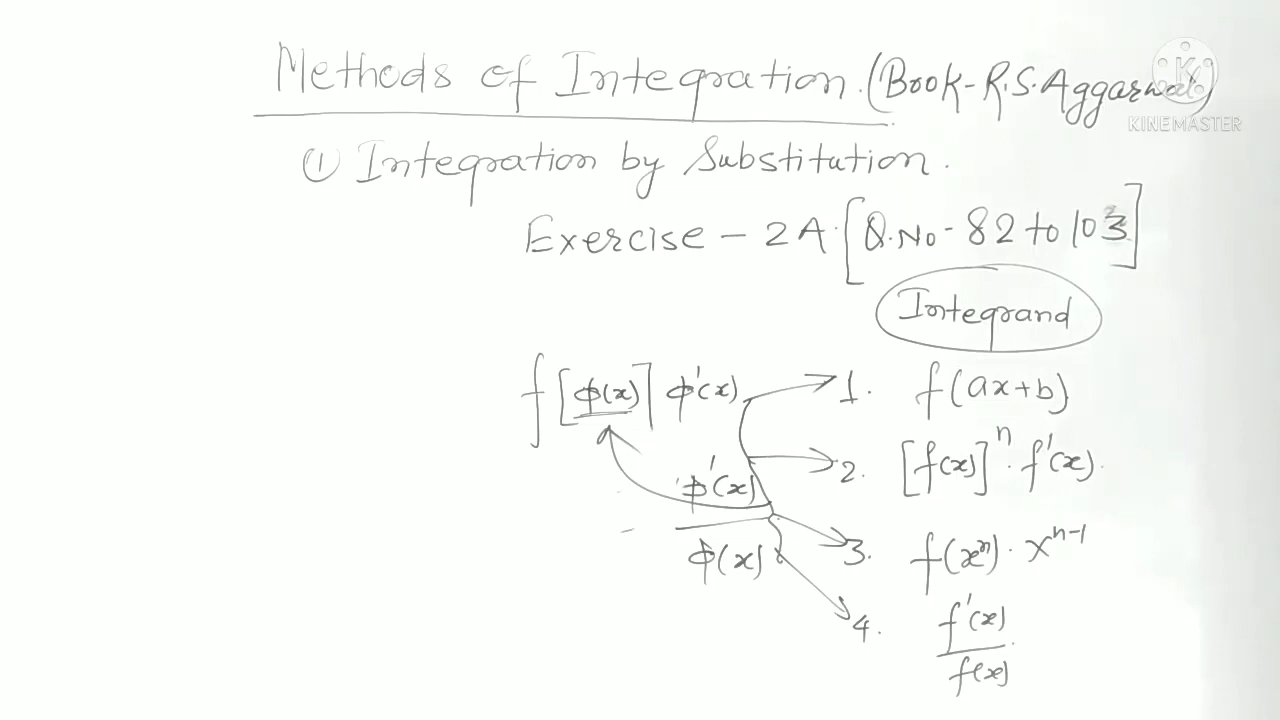 Methods of Integration. (Book-R.S.Aggarwal)
KINEMASTER
① Integration by Substitution.
Exercise - 2A. [Q.No - 82 to 103]
Integrand
f[ϕ(x)] ϕ'(x)
ϕ'(x)
ϕ(x)
1. f(ax+b)
2. [f(x)]ⁿ. f'(x).
3. f(xⁿ). xⁿ⁻¹
4. f'(x)
f(x)